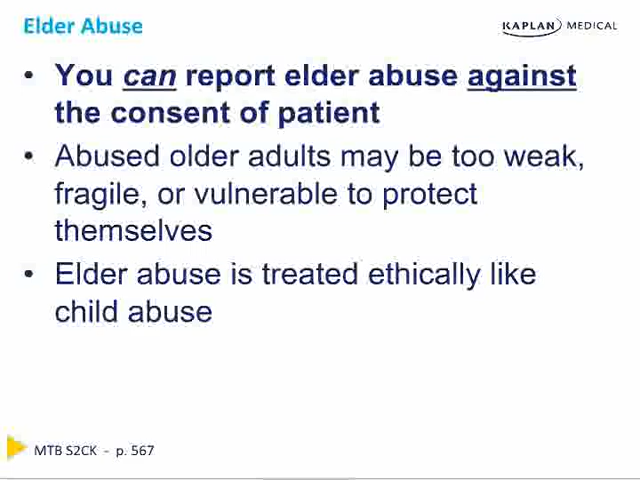 Elder Abuse
KAPLAN MEDICAL
• You can report elder abuse against
the consent of patient
• Abused older adults may be too weak,
fragile, or vulnerable to protect
themselves
• Elder abuse is treated ethically like
child abuse
MTB S2CK - p. 567